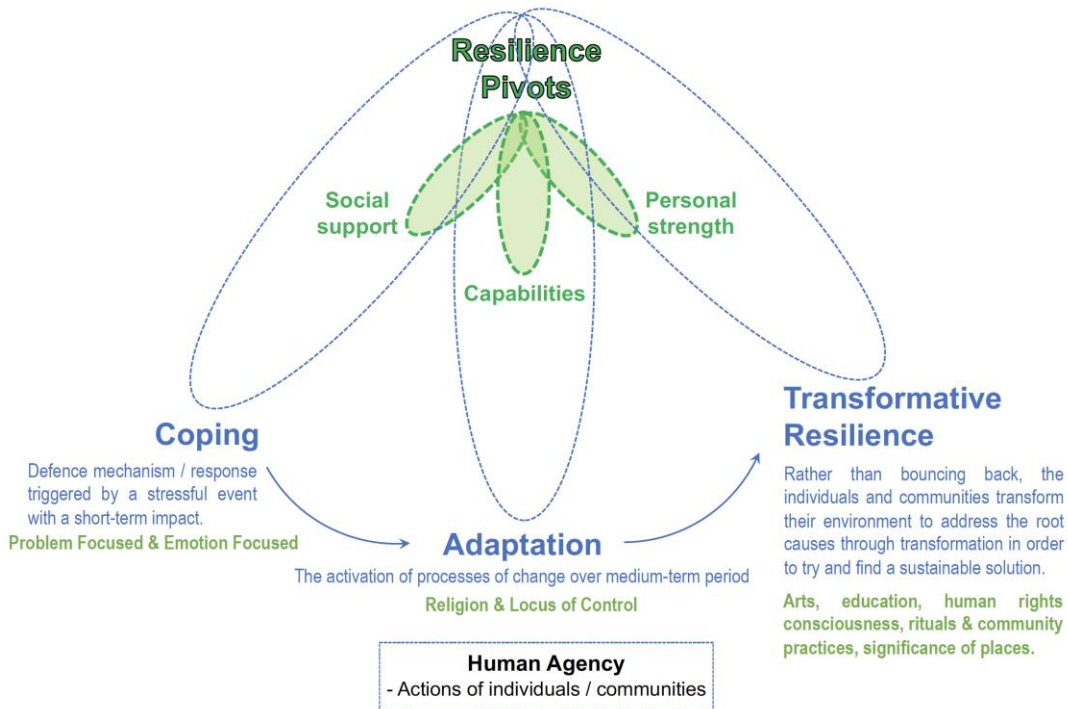 Resilience
Pivots
Social
support
Personal
strength
Capabilities
Coping
Defence mechanism / response
triggered by a stressful event
with a short-term impact.
Problem Focused & Emotion Focused
Adaptation
The activation of processes of change over medium-term period
Religion & Locus of Control
Transformative
Resilience
Rather than bouncing back, the
individuals and communities transform
their environment to address the root
causes through transformation in order
to try and find a sustainable solution.
Arts, education, human rights
consciousness, rituals & community
practices, significance of places.
Human Agency
- Actions of individuals / communities